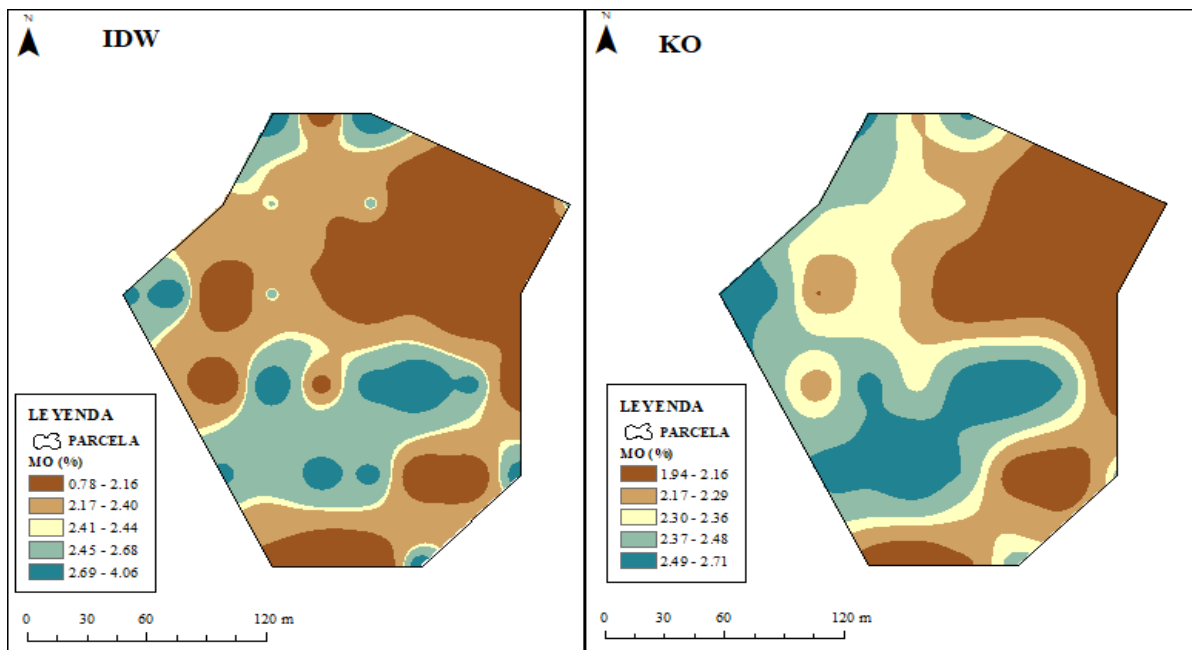 N
IDW
LEYENDA
PARCELA
MO (%)
0.78 - 2.16
2.17 - 2.40
2.41 - 2.44
2.45 - 2.68
2.69 - 4.06
0 30 60 120 m
N
KO
LEYENDA
PARCELA
MO (%)
1.94 - 2.16
2.17 - 2.29
2.30 - 2.36
2.37 - 2.48
2.49 - 2.71
0 30 60 120 m